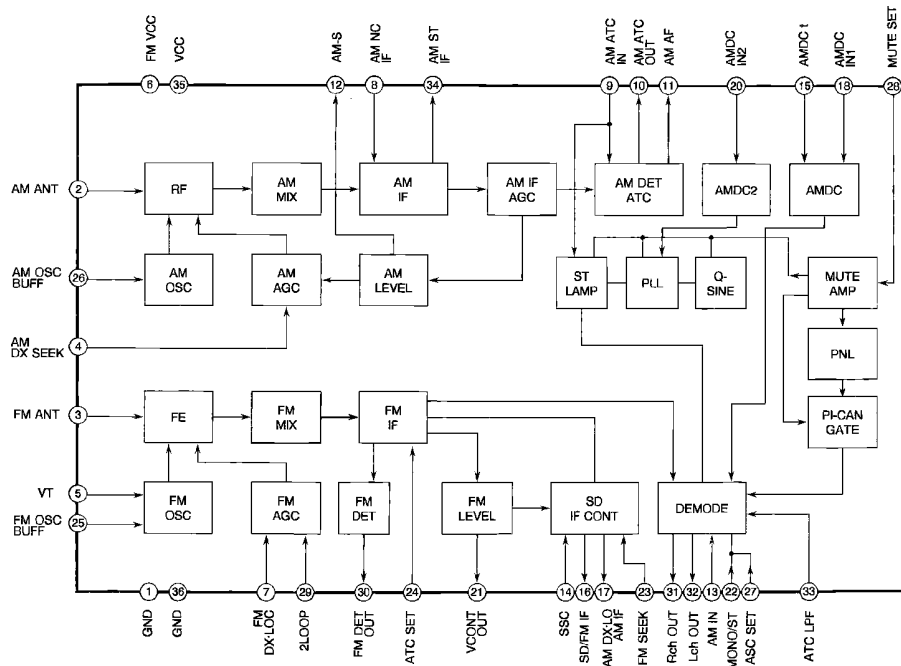 FM VCC
VCC
AM-S
AM NC
IF
AM ST
IF
AM ATC
IN
AM ATC
OUT
AM AF
AMDC
IN2
AMDC t
AMDC
IN1
MUTE SET
6
35
12
8
34
9
10
11
20
15
18
28
AM ANT
2
RF
AM
MIX
AM
IF
AM IF
AGC
AM DET
ATC
AMDC2
AMDC
AM OSC
BUFF
26
AM
OSC
AM
AGC
AM
LEVEL
ST
LAMP
PLL
Q-
SINE
MUTE
AMP
AM
DX SEEK
4
PNL
FM ANT
3
FE
FM
MIX
FM
IF
PI-CAN
GATE
VT
5
FM OSC
BUFF
25
FM
OSC
FM
AGC
FM
DET
FM
LEVEL
SD
IF CONT
DEMODE
1
36
7
29
30
24
21
14
16
17
23
31
32
13
22
27
33
GND
GND
FM
DX·LOC
2LOOP
FM DET
OUT
ATC SET
VCONT
OUT
SSC
SD/FM IF
AM DX·LO
AM IF
FM SEEK
Rch OUT
Lch OUT
AM IN
MONO/ST
ASC SET
ATC LPF